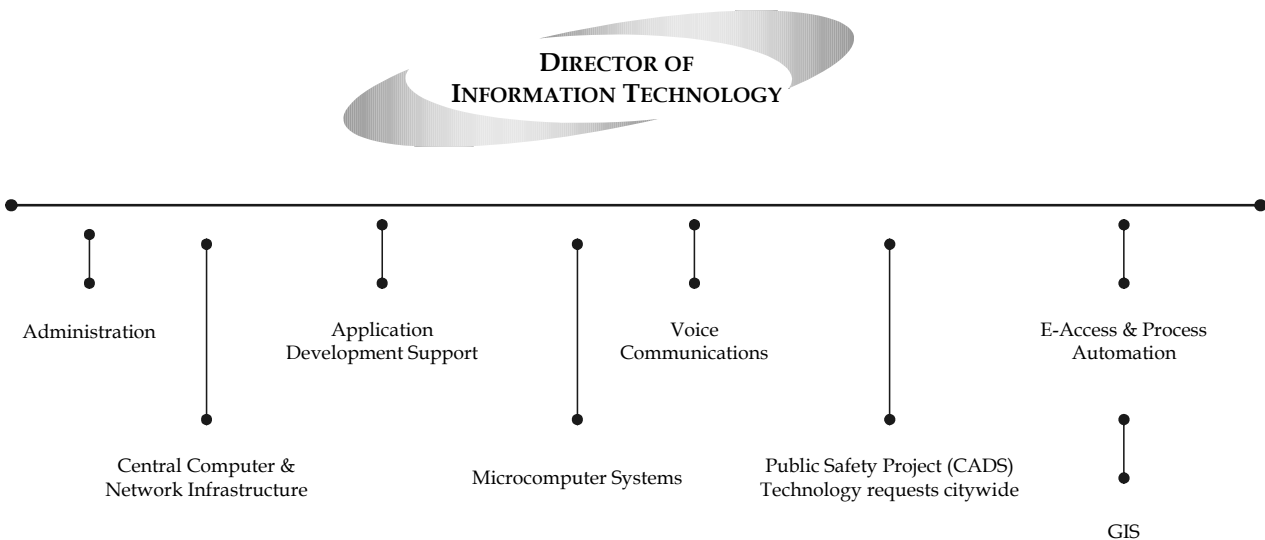 DIRECTOR OF
INFORMATION TECHNOLOGY
Administration
Application
Development Support
Voice
Communications
E-Access & Process
Automation
Central Computer &
Network Infrastructure
Microcomputer Systems
Public Safety Project (CADS)
Technology requests citywide
GIS